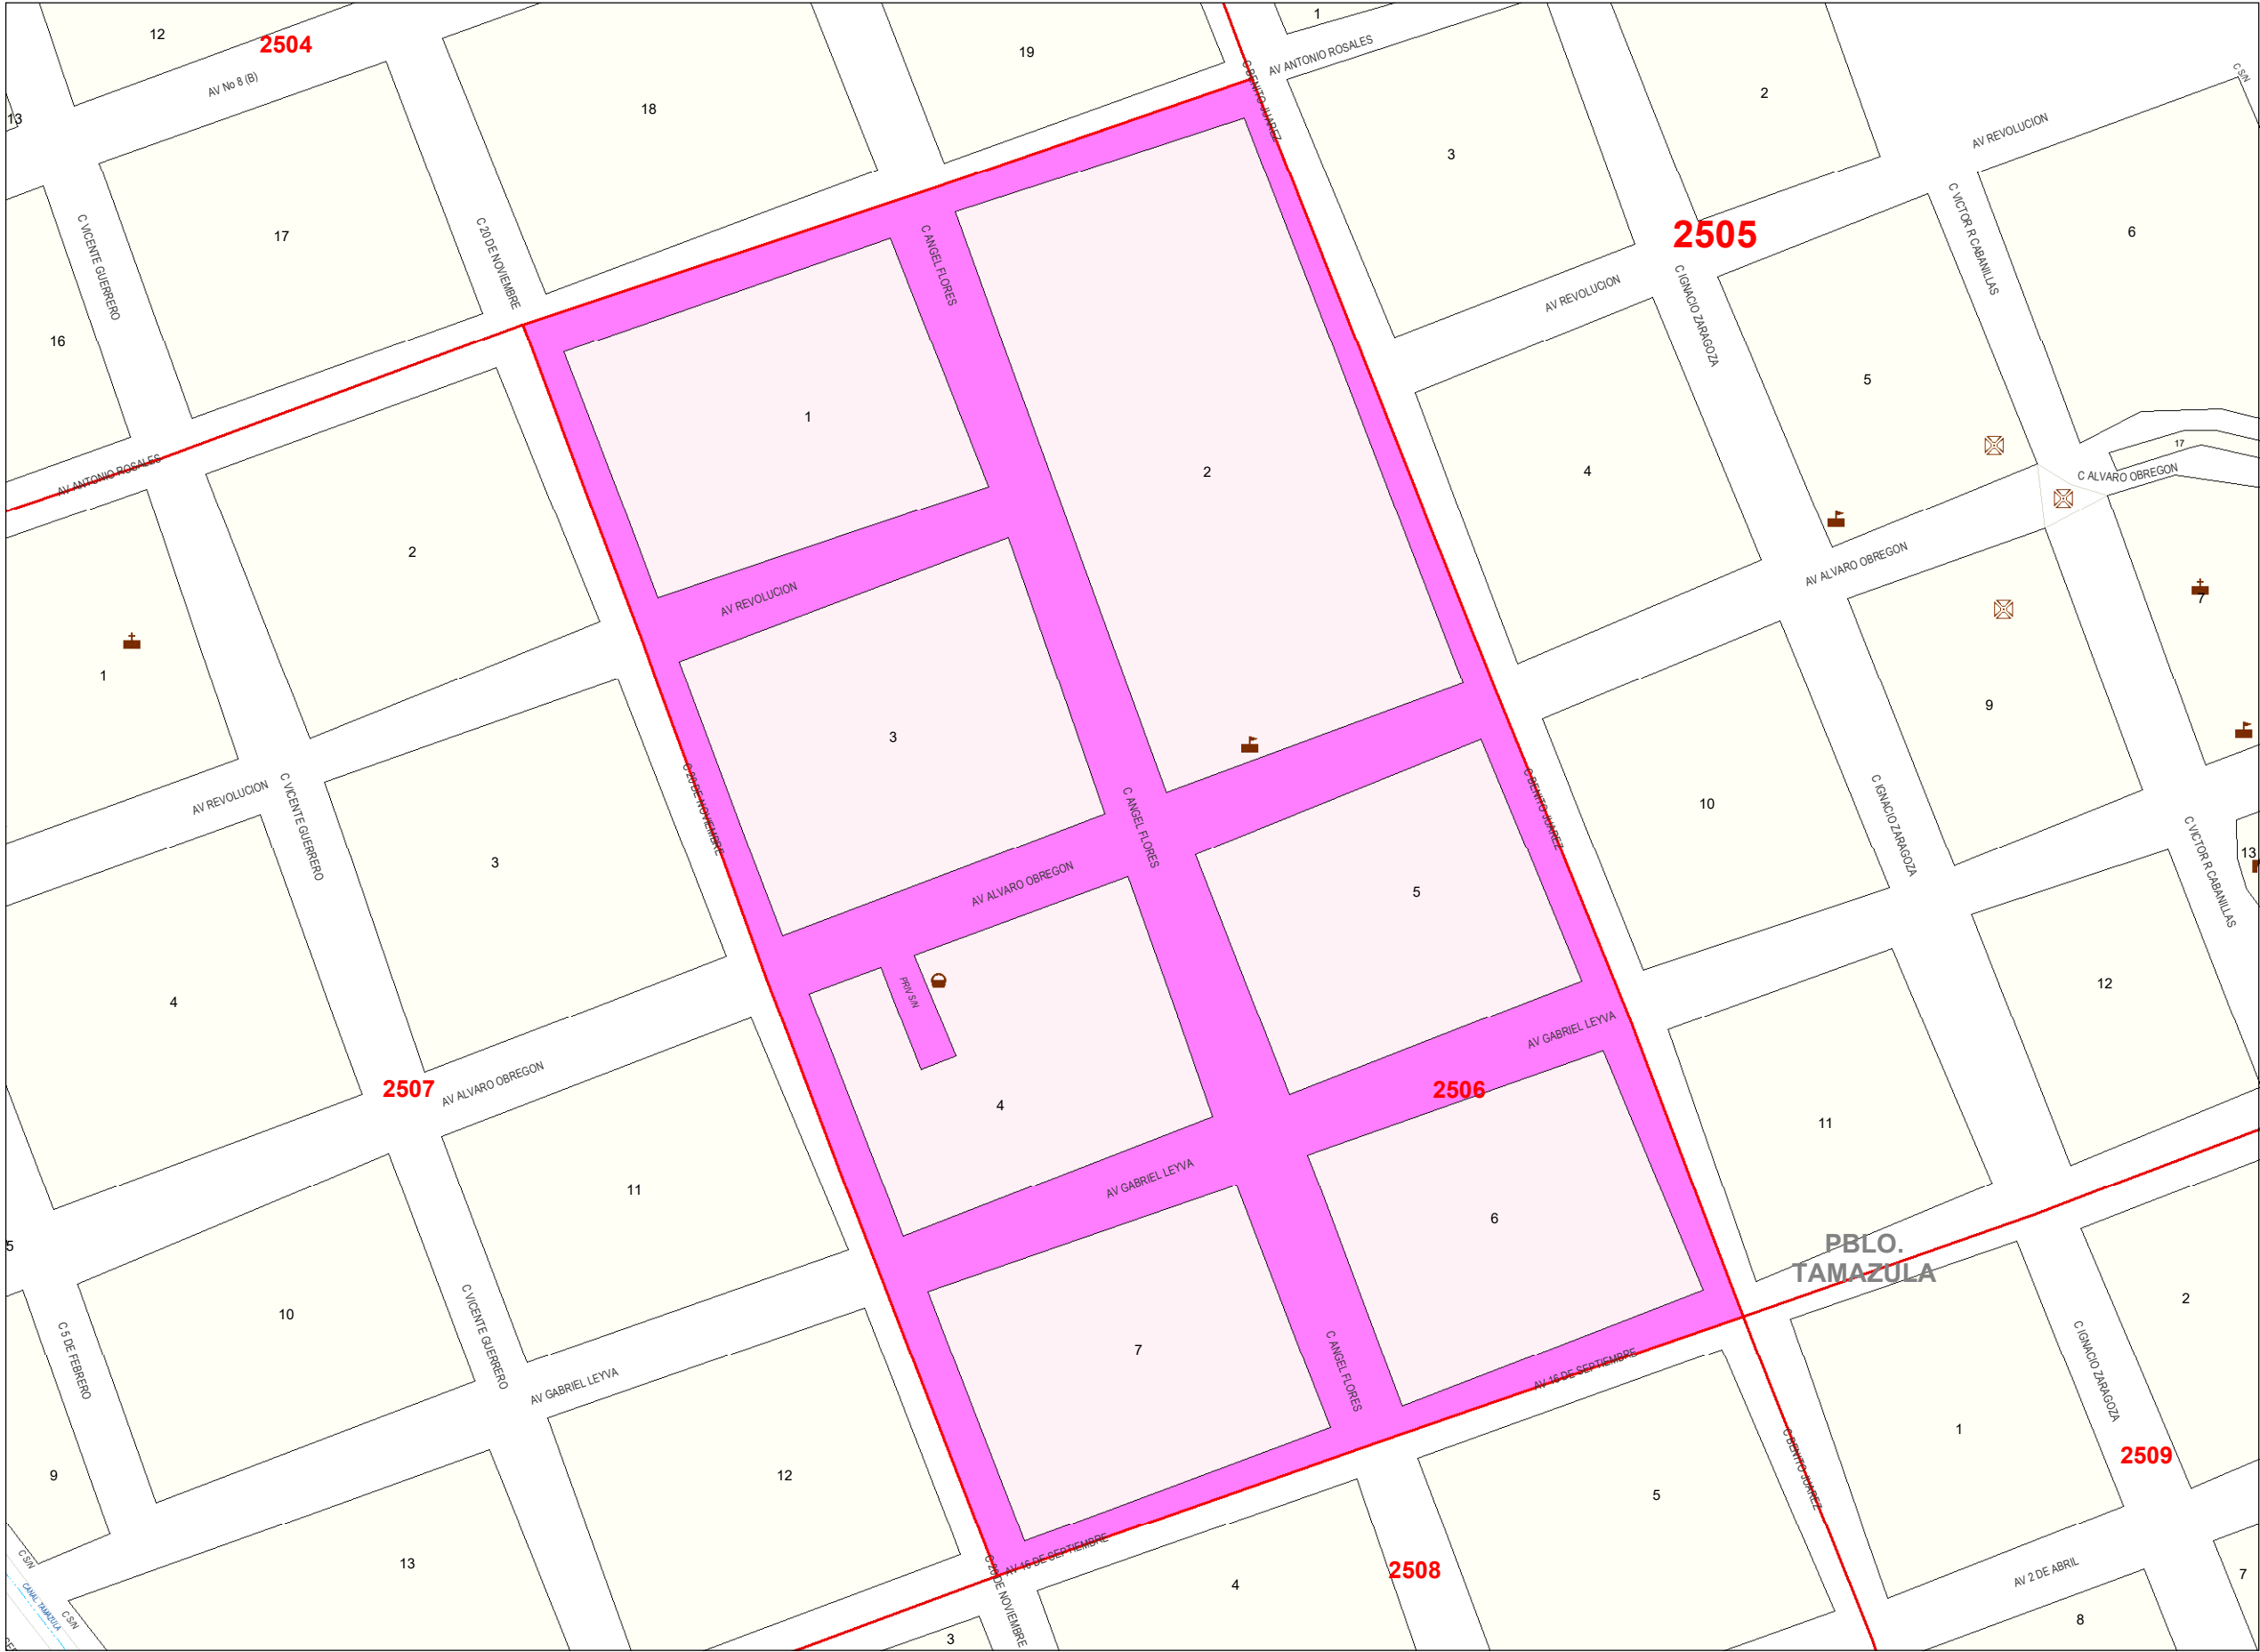 12
2504
19
1
AV ANTONIO ROSALES
C BENITO JUAREZ
C S/N
AV No 8 (B)
18
2
13
AV REVOLUCION
3
17
C VICENTE GUERRERO
C 20 DE NOVIEMBRE
C ANGEL FLORES
2505
C VICTOR R CABANILLAS
6
AV REVOLUCION
C IGNACIO ZARAGOZA
16
5
1
2
4
17
C ALVARO OBREGON
AV ANTONIO ROSALES
2
AV ALVARO OBREGON
AV REVOLUCION
7
1
9
3
AV REVOLUCION
C VICENTE GUERRERO
C 20 DE NOVIEMBRE
C ANGEL FLORES
C BENITO JUAREZ
10
C IGNACIO ZARAGOZA
C VICTOR R CABANILLAS
13
3
AV ALVARO OBREGON
5
PRIV S/N
12
4
AV GABRIEL LEYVA
2507
AV ALVARO OBREGON
4
2506
11
11
AV GABRIEL LEYVA
6
5
PBLO.
TAMAZULA
10
C 5 DE FEBRERO
C VICENTE GUERRERO
7
C ANGEL FLORES
AV 16 DE SEPTIEMBRE
C IGNACIO ZARAGOZA
2
AV GABRIEL LEYVA
1
C BENITO JUAREZ
2509
9
12
5
13
AV 16 DE SEPTIEMBRE
C 20 DE NOVIEMBRE
2508
4
C S/N
CANAL TAMAZULA
C S/N
AV 2 DE ABRIL
7
8
3